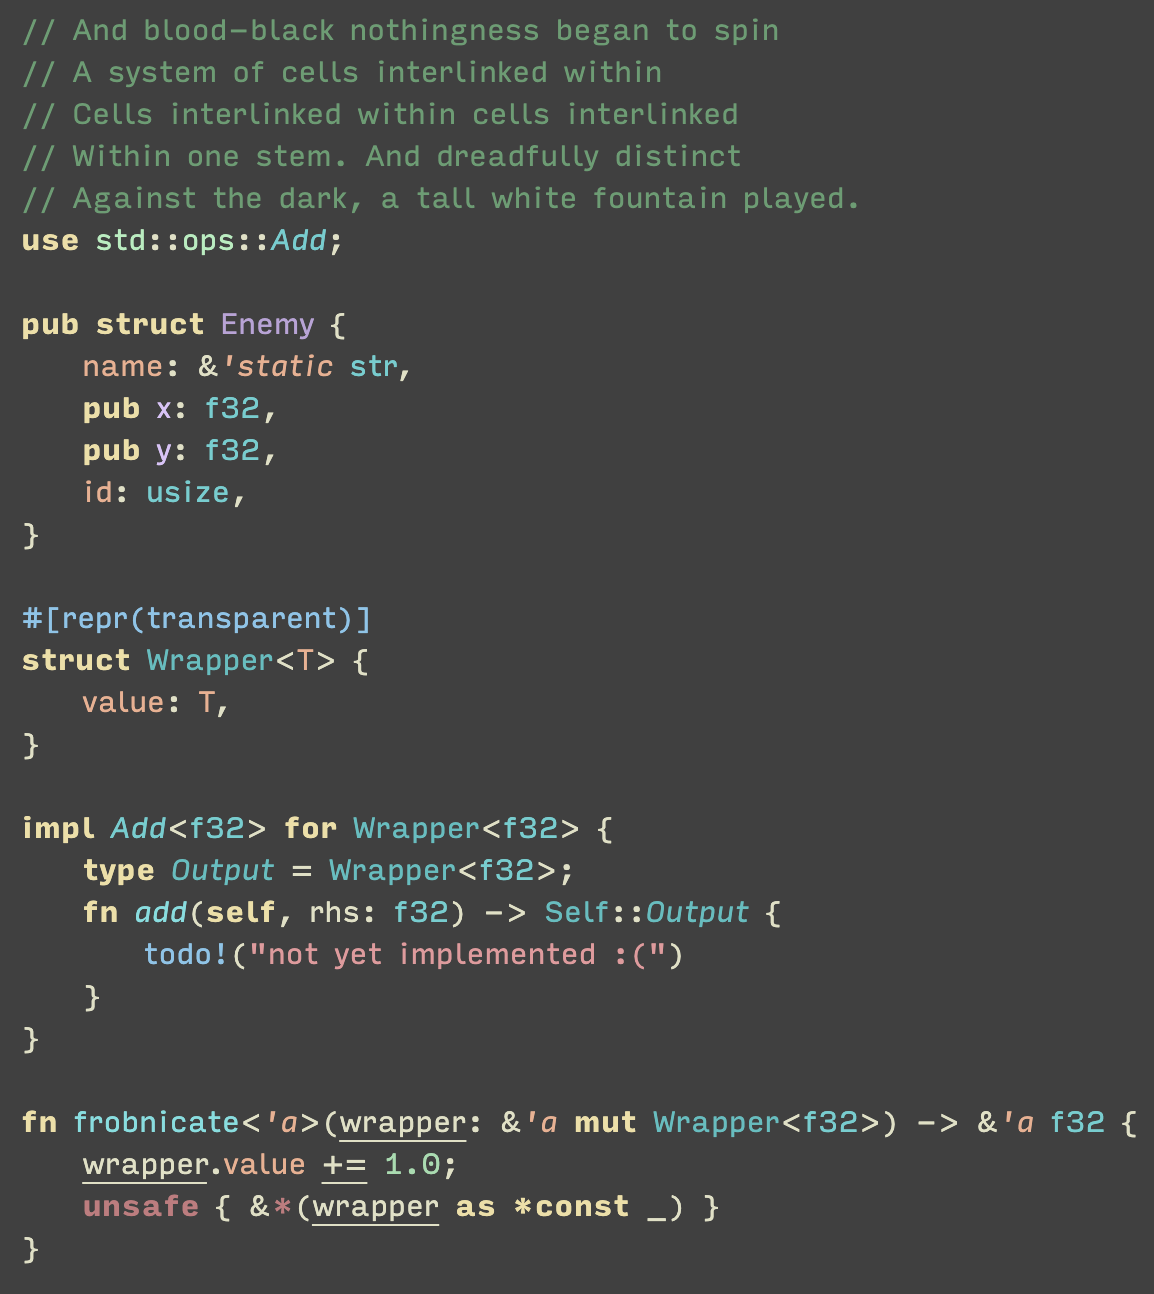 // And blood-black nothingness began to spin
// A system of cells interlinked within
// Cells interlinked within cells interlinked
// Within one stem. And dreadfully distinct
// Against the dark, a tall white fountain played.
use std::ops::Add;

pub struct Enemy {
    name: &'static str,
    pub x: f32,
    pub y: f32,
    id: usize,
}

#[repr(transparent)]
struct Wrapper<T> {
    value: T,
}

impl Add<f32> for Wrapper<f32> {
    type Output = Wrapper<f32>;
    fn add(self, rhs: f32) -> Self::Output {
        todo!("not yet implemented :(")
    }
}

fn frobnicate<'a>(wrapper: &'a mut Wrapper<f32>) -> &'a f32 {
    wrapper.value += 1.0;
    unsafe { &*(wrapper as *const _) }
}